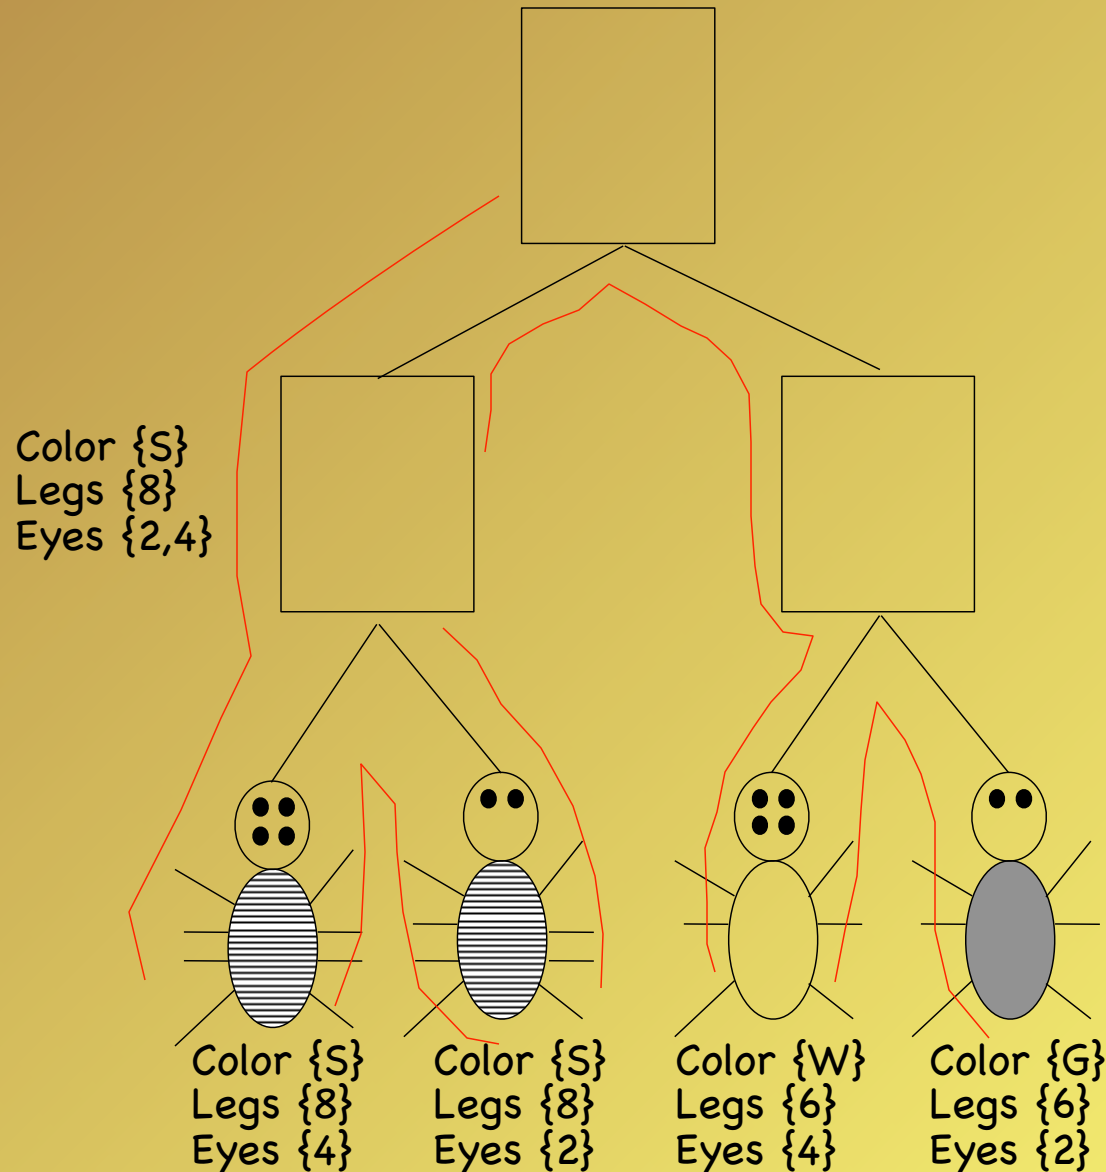 Color {S}
Legs {8}
Eyes {2,4}
Color {S}
Legs {8}
Eyes {4}
Color {S}
Legs {8}
Eyes {2}
Color {W}
Legs {6}
Eyes {4}
Color {G}
Legs {6}
Eyes {2}